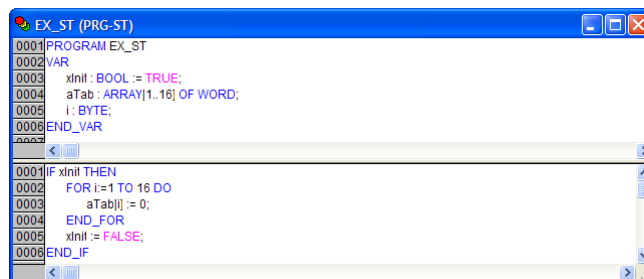 EX_ST (PRG-ST)
0001 PROGRAM EX_ST
0002 VAR
0003 xInit : BOOL := TRUE;
0004 aTab : ARRAY[1..16] OF WORD;
0005 i : BYTE;
0006 END_VAR
0007
0001 IF xInit THEN
0002 FOR i:=1 TO 16 DO
0003 aTab[i] := 0;
0004 END_FOR
0005 xInit := FALSE;
0006 END_IF